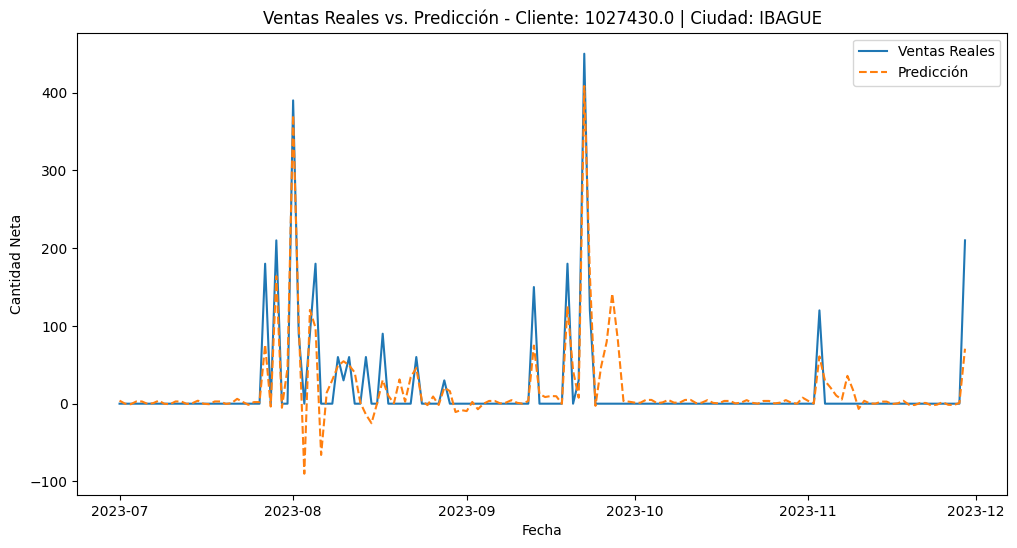 Ventas Reales vs. Predicción - Cliente: 1027430.0 | Ciudad: IBAGUE
Ventas Reales
Predicción
Cantidad Neta
400
300
200
100
0
−100
2023-07
2023-08
2023-09
2023-10
2023-11
2023-12
Fecha